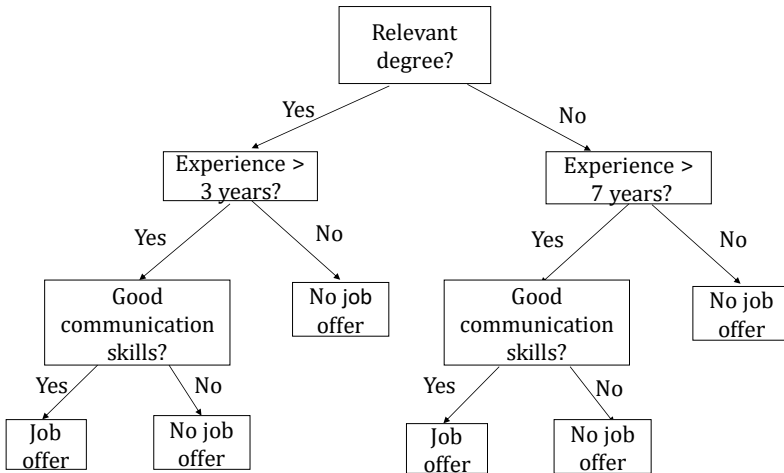 Relevant
degree?
Yes
No
Experience >
3 years?
Experience >
7 years?
Yes
No
Yes
No
Good
communication
skills?
No job
offer
Good
communication
skills?
No job
offer
Yes
No
Yes
No
Job
offer
No job
offer
Job
offer
No job
offer